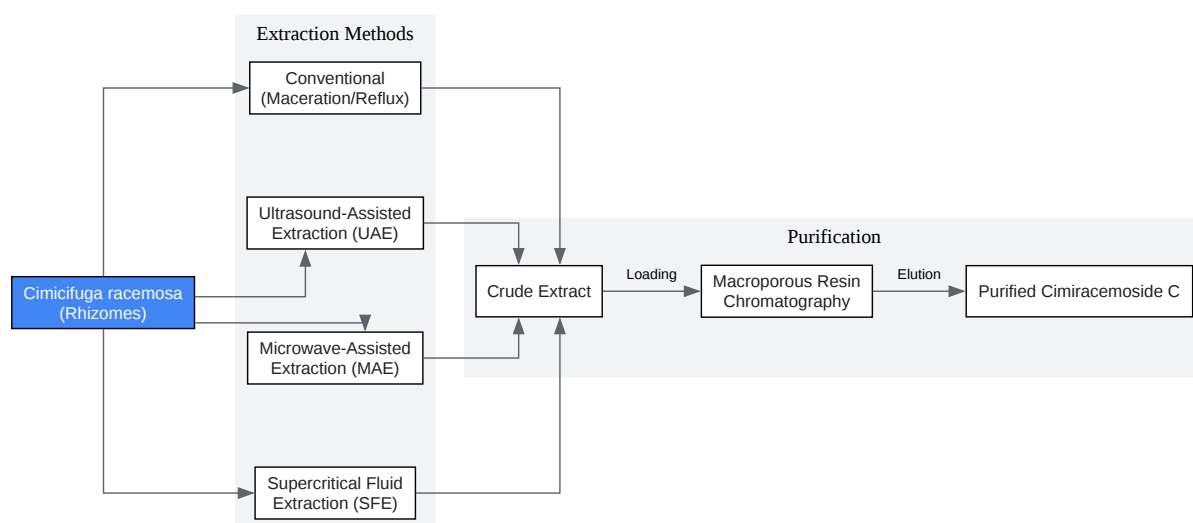 Extraction Methods
Conventional
(Maceration/Reflux)
Ultrasound-Assisted
Extraction (UAE)
Purification
Cimicifuga racemosa
(Rhizomes)
Crude Extract
Loading
Macroporous Resin
Chromatography
Elution
Purified Cimiracemoside C
Microwave-Assisted
Extraction (MAE)
Supercritical Fluid
Extraction (SFE)